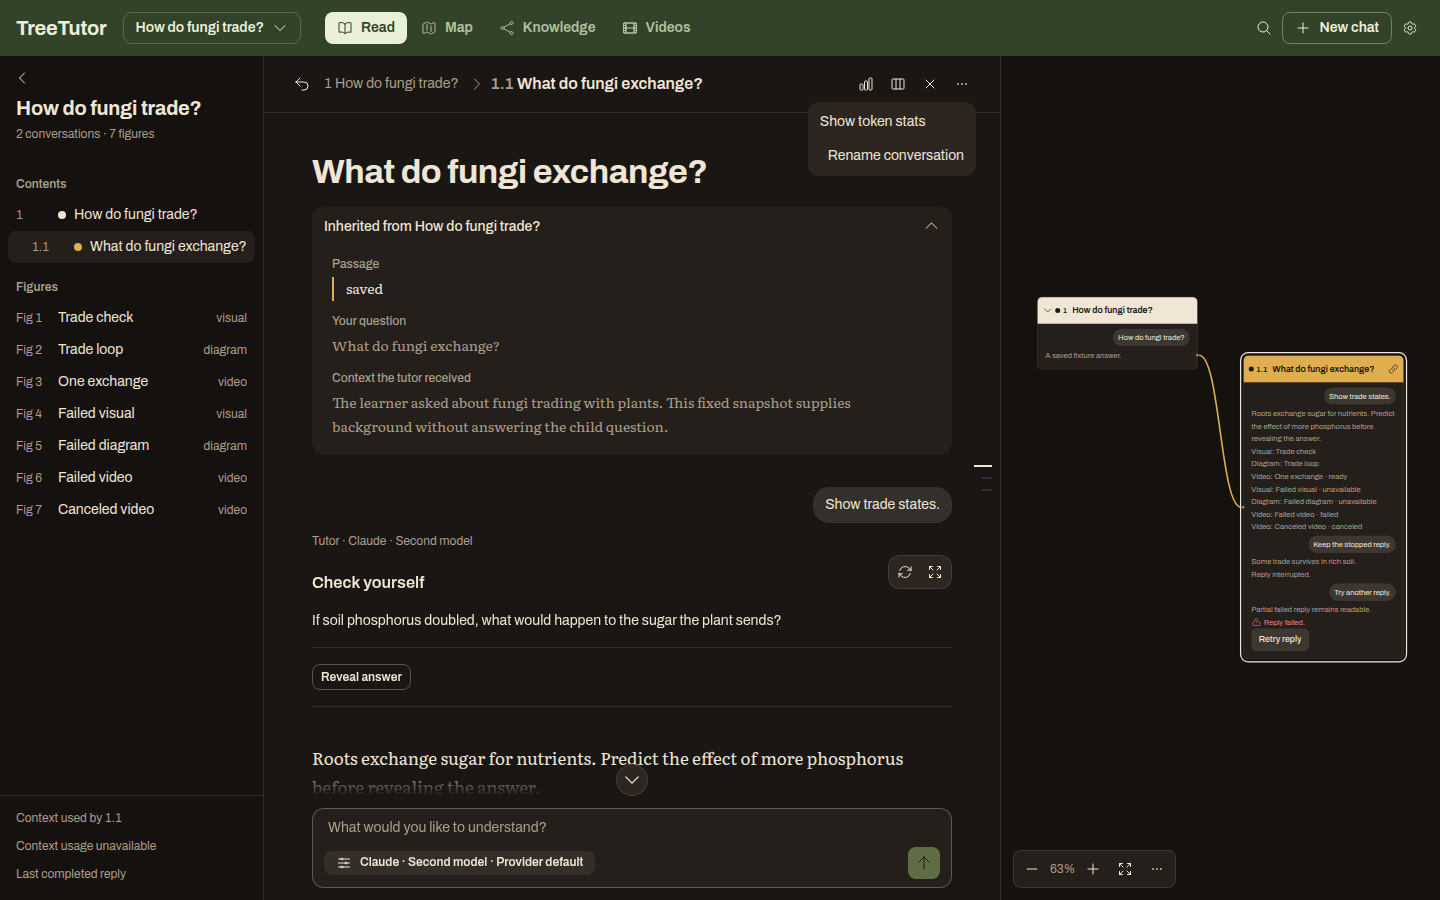 TreeTutor
How do fungi trade?
Read
Map
Knowledge
Videos
New chat
How do fungi trade?
2 conversations · 7 figures
Contents
1 How do fungi trade?
1.1 What do fungi exchange?
Figures
Fig 1 Trade check visual
Fig 2 Trade loop diagram
Fig 3 One exchange video
Fig 4 Failed visual visual
Fig 5 Failed diagram diagram
Fig 6 Failed video video
Fig 7 Canceled video video
Context used by 1.1
Context usage unavailable
Last completed reply
1 How do fungi trade?
1.1 What do fungi exchange?
Show token stats
Rename conversation
What do fungi exchange?
Inherited from How do fungi trade?
Passage
saved
Your question
What do fungi exchange?
Context the tutor received
The learner asked about fungi trading with plants. This fixed snapshot supplies
background without answering the child question.
Show trade states.
Tutor · Claude · Second model
Check yourself
If soil phosphorus doubled, what would happen to the sugar the plant sends?
Reveal answer
Roots exchange sugar for nutrients. Predict the effect of more phosphorus
before revealing the answer.
What would you like to understand?
Claude · Second model · Provider default
1 How do fungi trade?
How do fungi trade?
A saved fixture answer.
1.1 What do fungi exchange?
Show trade states.
Roots exchange sugar for nutrients. Predict
the effect of more phosphorus before
revealing the answer.
Visual: Trade check
Diagram: Trade loop
Video: One exchange · ready
Visual: Failed visual · unavailable
Diagram: Failed diagram · unavailable
Video: Failed video · failed
Video: Canceled video · canceled
Keep the stopped reply.
Some trade survives in rich soil.
Reply interrupted.
Try another reply.
Partial failed reply remains readable.
Reply failed.
Retry reply
63%